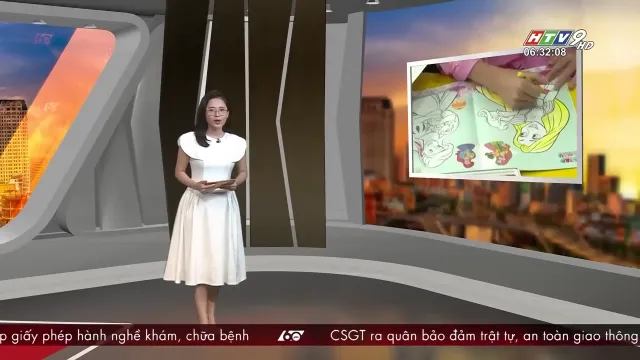 HTV9 HD
06:32:08
p giấy phép hành nghề khám, chữa bệnh 60 CSGT ra quân bảo đảm trật tự, an toàn giao thông